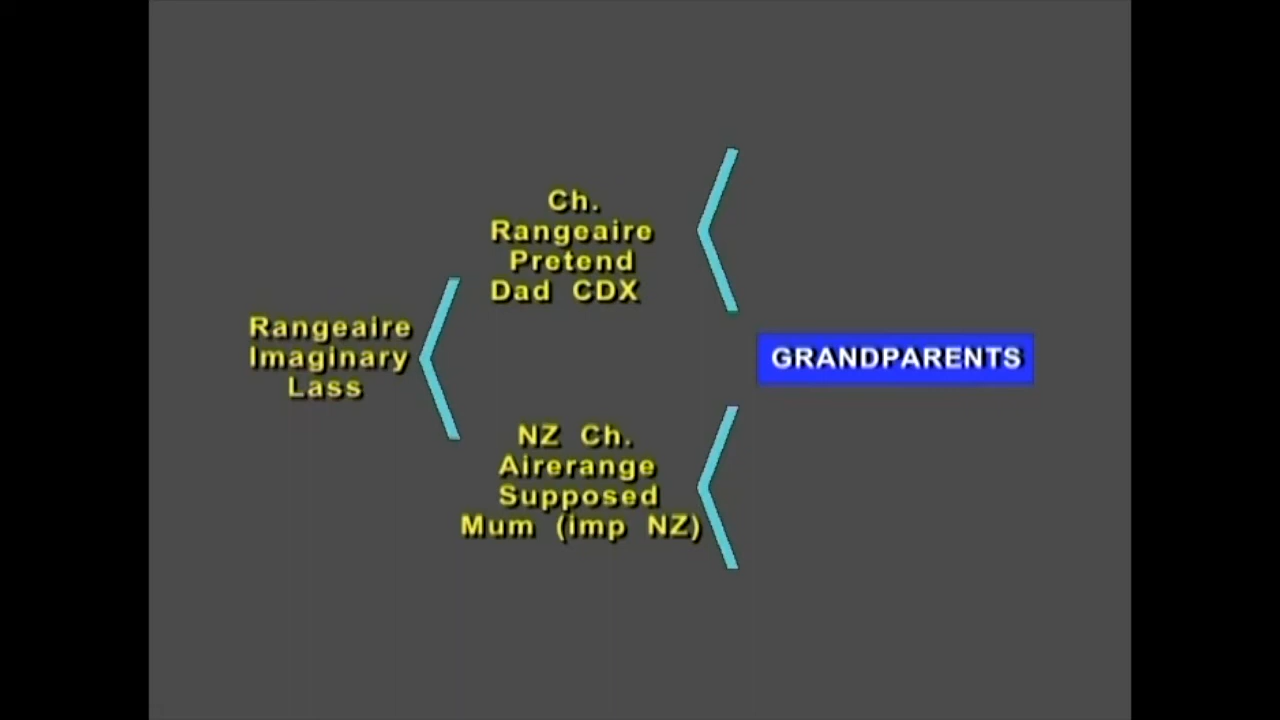 Ch.
Rangeaire
Pretend
Dad CDX
Rangeaire
Imaginary
Lass
GRANDPARENTS
NZ Ch.
Airerange
Supposed
Mum (imp NZ)